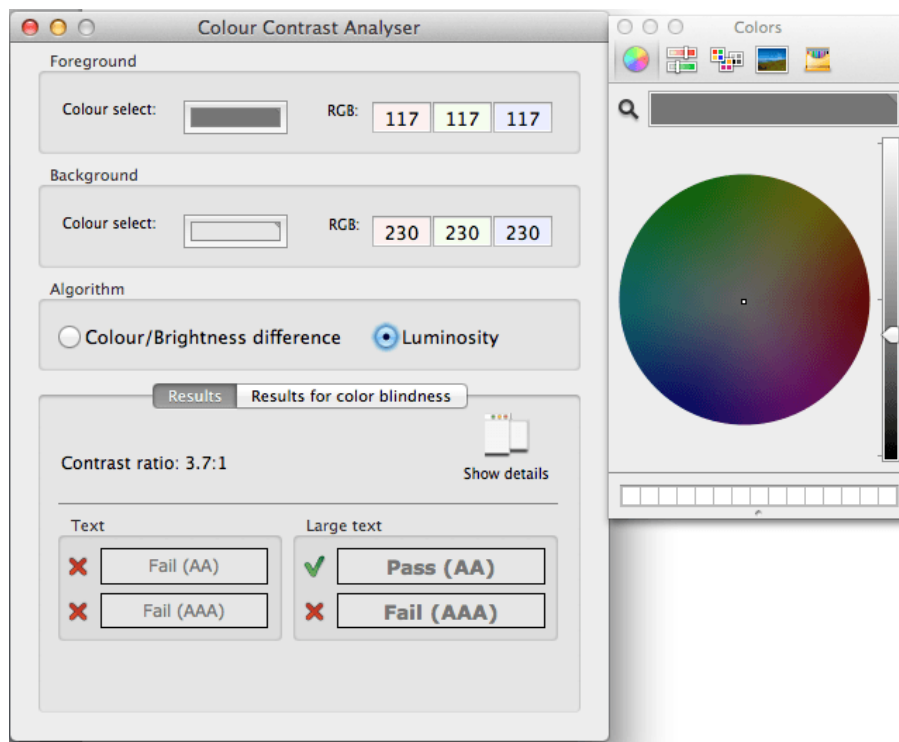 Colour Contrast Analyser
Foreground
Colour select:
RGB: 117 117 117
Background
Colour select:
RGB: 230 230 230
Algorithm
Colour/Brightness difference
Luminosity
Results
Results for color blindness
Contrast ratio: 3.7:1
Show details
Text
Fail (AA)
Fail (AAA)
Large text
Pass (AA)
Fail (AAA)
Colors